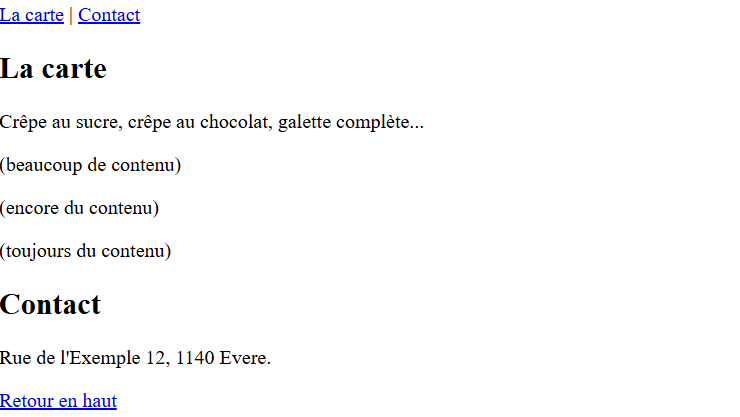 La carte | Contact
La carte
Crêpe au sucre, crêpe au chocolat, galette complète...
(beaucoup de contenu)
(encore du contenu)
(toujours du contenu)
Contact
Rue de l'Exemple 12, 1140 Evere.
Retour en haut